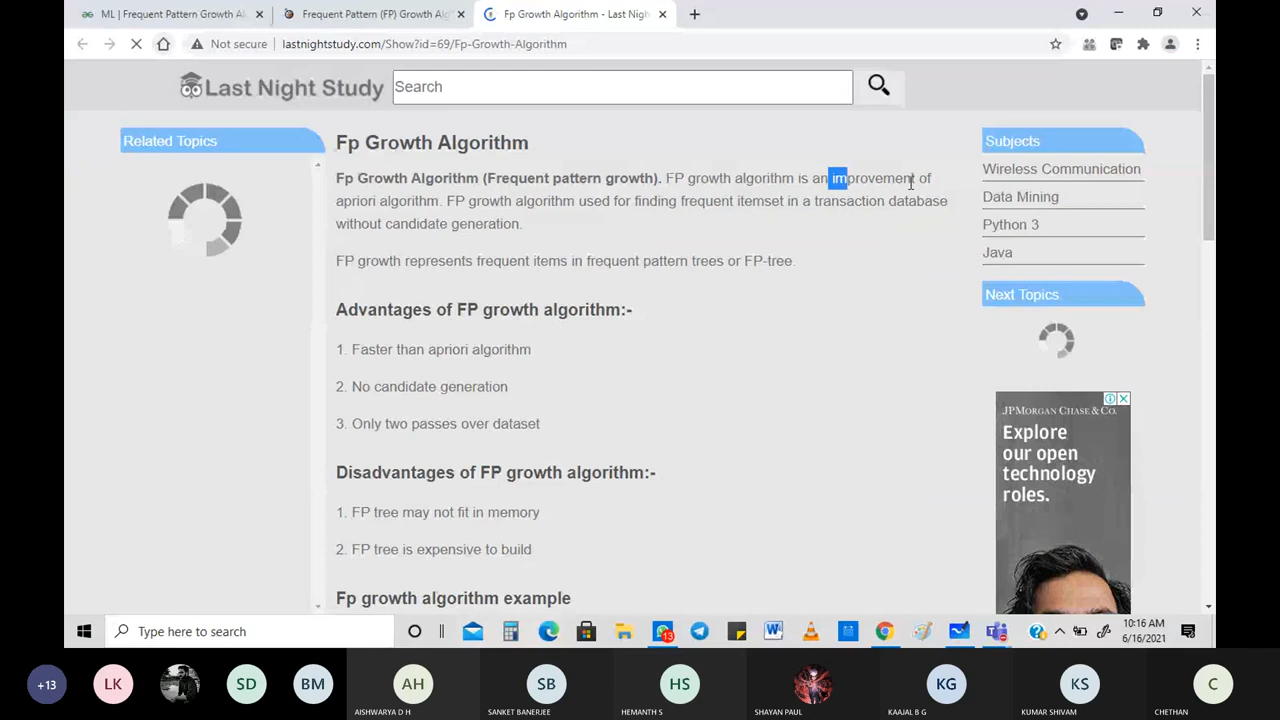 ML | Frequent Pattern Growth Al
Frequent Pattern (FP) Growth Alg
Fp Growth Algorithm - Last Nigh
Not secure
lastnightstudy.com/Show?id=69/Fp-Growth-Algorithm
Last Night Study
Search
Related Topics
Fp Growth Algorithm
Fp Growth Algorithm (Frequent pattern growth). FP growth algorithm is an improvement of
apriori algorithm. FP growth algorithm used for finding frequent itemset in a transaction database
without candidate generation.
FP growth represents frequent items in frequent pattern trees or FP-tree.
Advantages of FP growth algorithm:-
1. Faster than apriori algorithm
2. No candidate generation
3. Only two passes over dataset
Disadvantages of FP growth algorithm:-
1. FP tree may not fit in memory
2. FP tree is expensive to build
Fp growth algorithm example
Subjects
Wireless Communication
Data Mining
Python 3
Java
Next Topics
JPMORGAN CHASE & CO.
Explore
our open
technology
roles.
Type here to search
13
10:16 AM
6/16/2021
+13
LK
SD
BM
AH
AISHWARYA D H
SB
SANKET BANERJEE
HS
HEMANTH S
SHAYAN PAUL
KG
KAAJAL B G
KS
KUMAR SHIVAM
C
CHETHAN